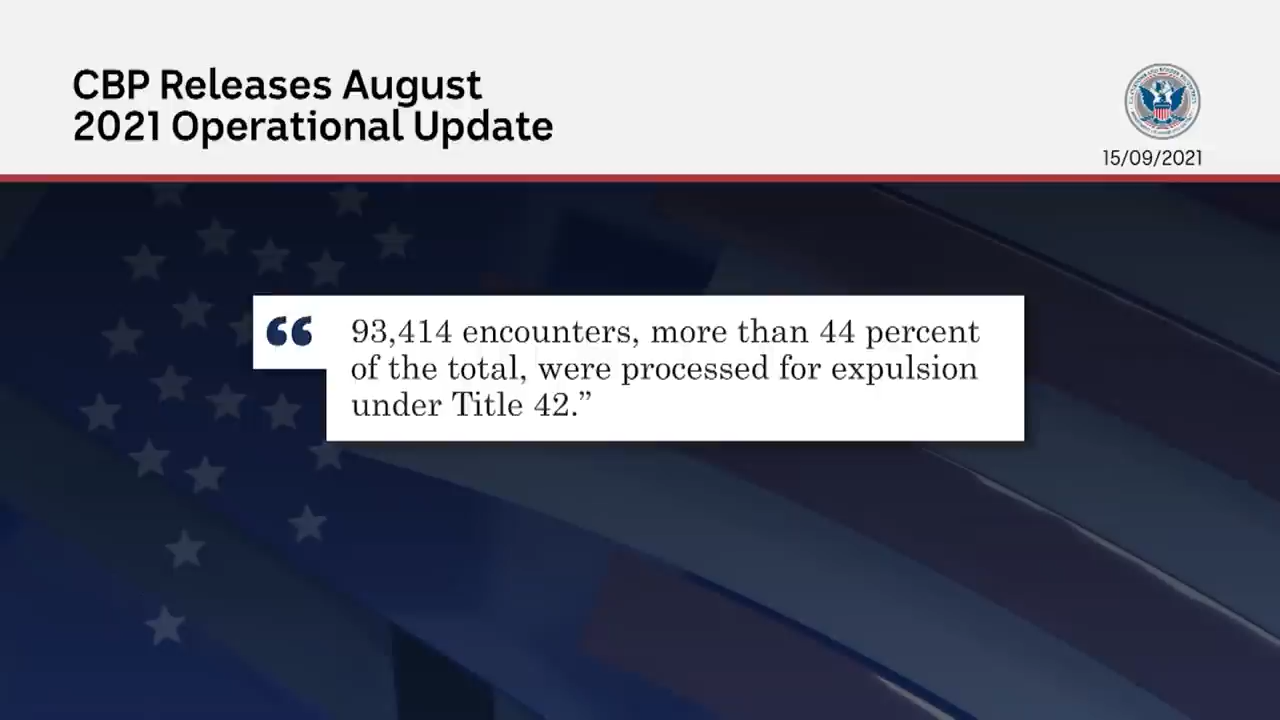 CBP Releases August
2021 Operational Update
15/09/2021
“ 93,414 encounters, more than 44 percent
of the total, were processed for expulsion
under Title 42.”